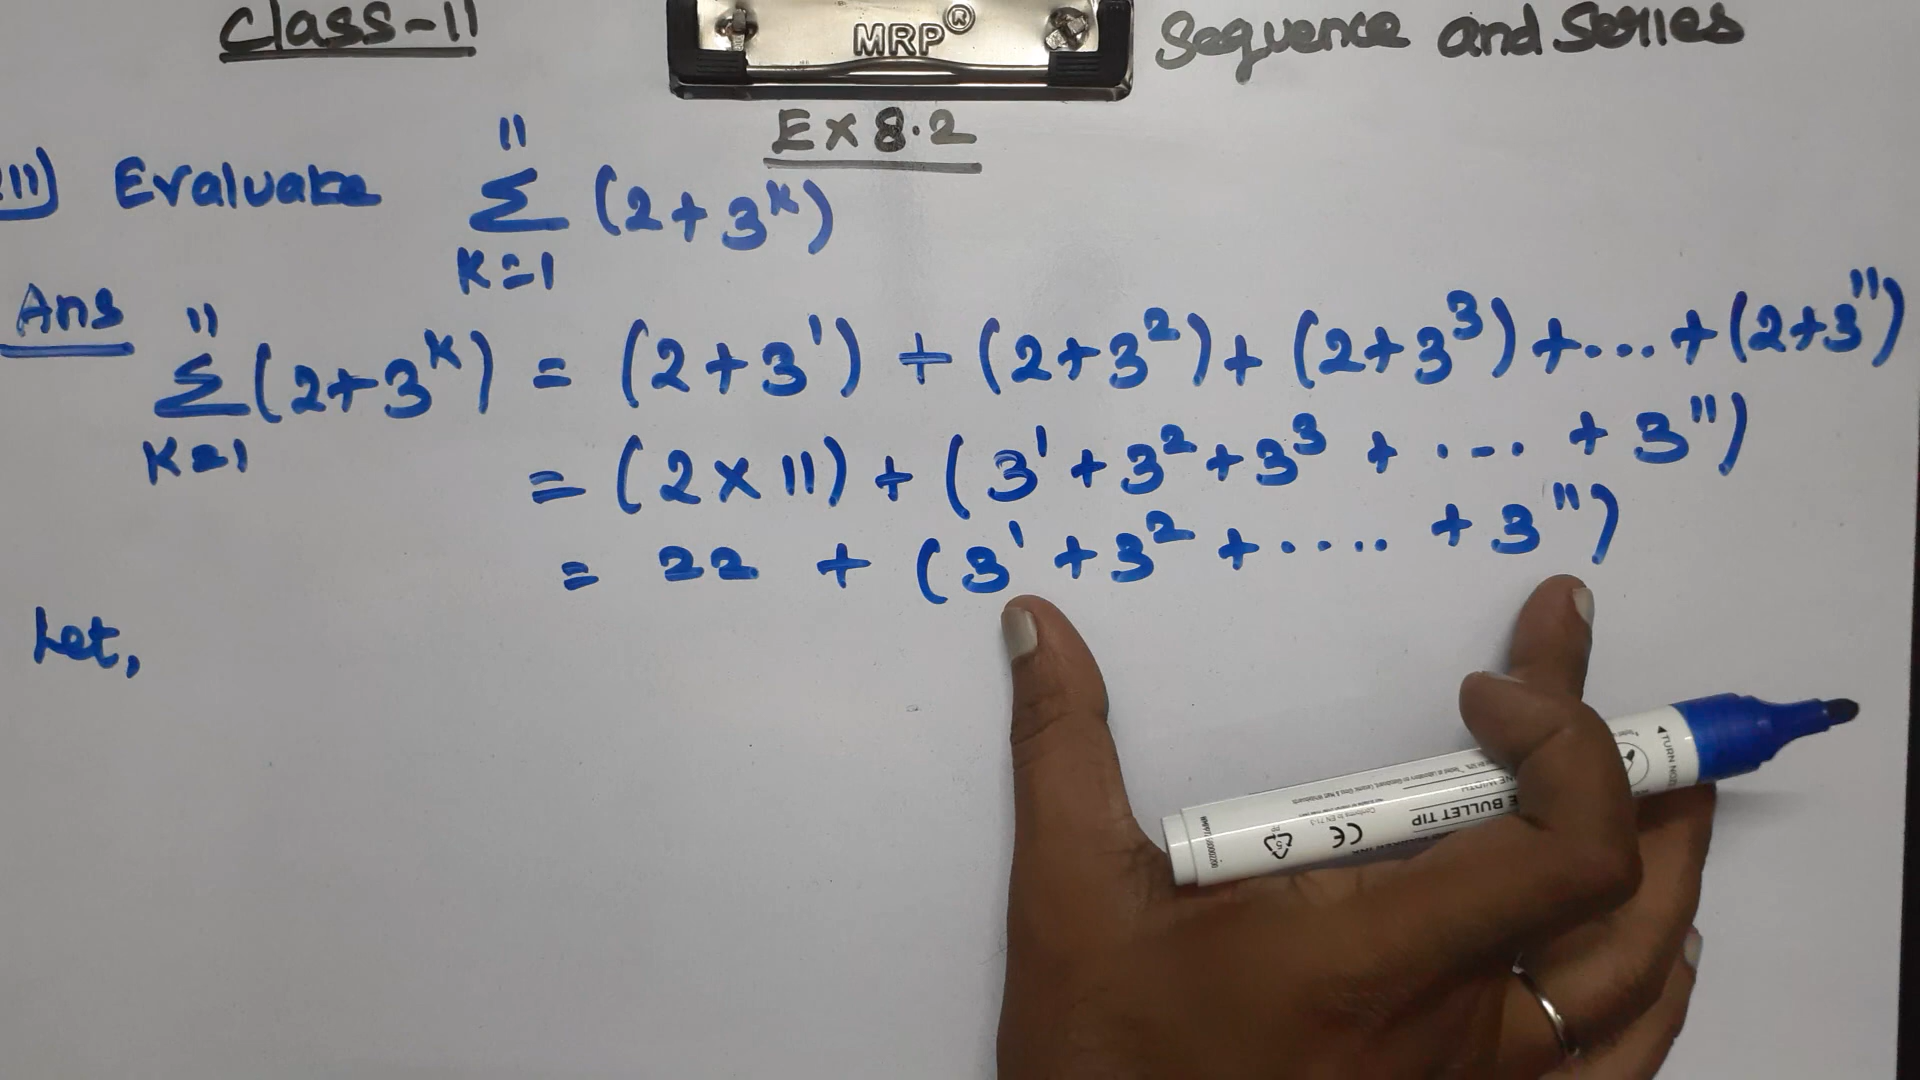 Class-11
MRP®
Sequence and Series
Ex 8.2
11) Evaluate
11
Σ (2+3^k)
K=1
Ans
11
Σ(2+3^k) = (2+3^1) + (2+3^2) + (2+3^3) +...+(2+3^11)
K=1
= (2×11) + (3^1+3^2+3^3 + ... + 3^11)
= 22 + (3^1+3^2+.... +3^11)
Let,
TURN
BULLET TIP
CE